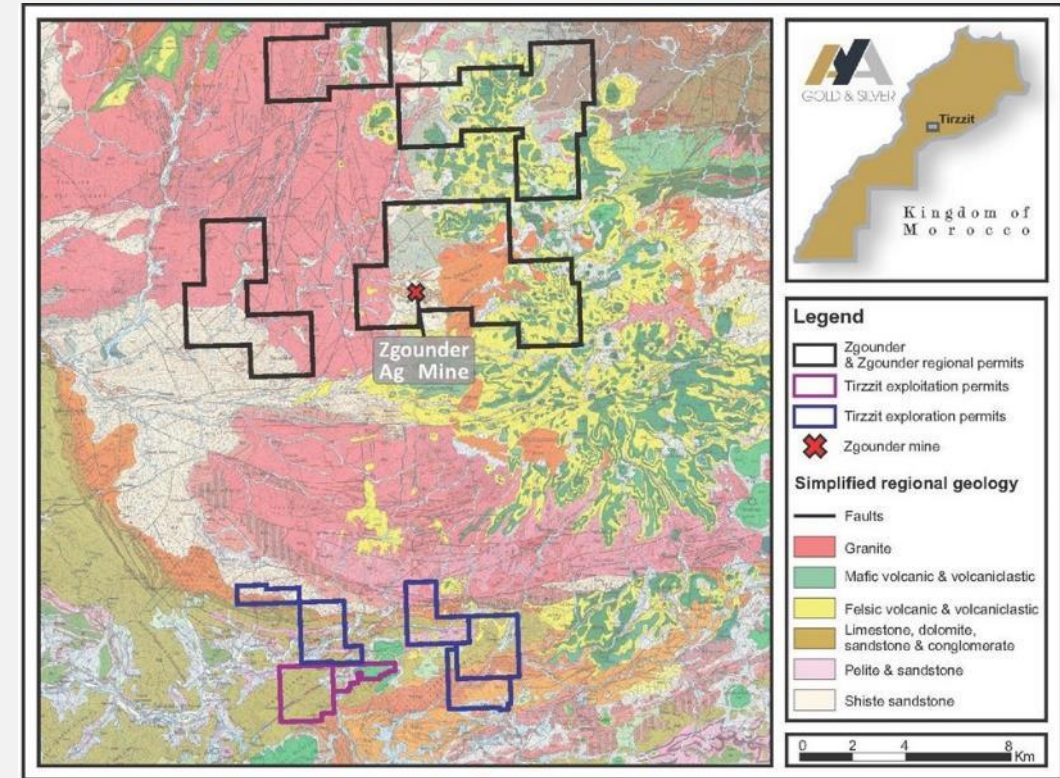 Zgounder
Ag Mine
AYA
GOLD & SILVER
Tirzzit
Kingdom of
Morocco
Legend
Zgounder
& Zgounder regional permits
Tirzzit exploitation permits
Tirzzit exploration permits
Zgounder mine
Simplified regional geology
Faults
Granite
Mafic volcanic & volcaniclastic
Felsic volcanic & volcaniclastic
Limestone, dolomite,
sandstone & conglomerate
Pelite & sandstone
Shiste sandstone
0 2 4 8
Km